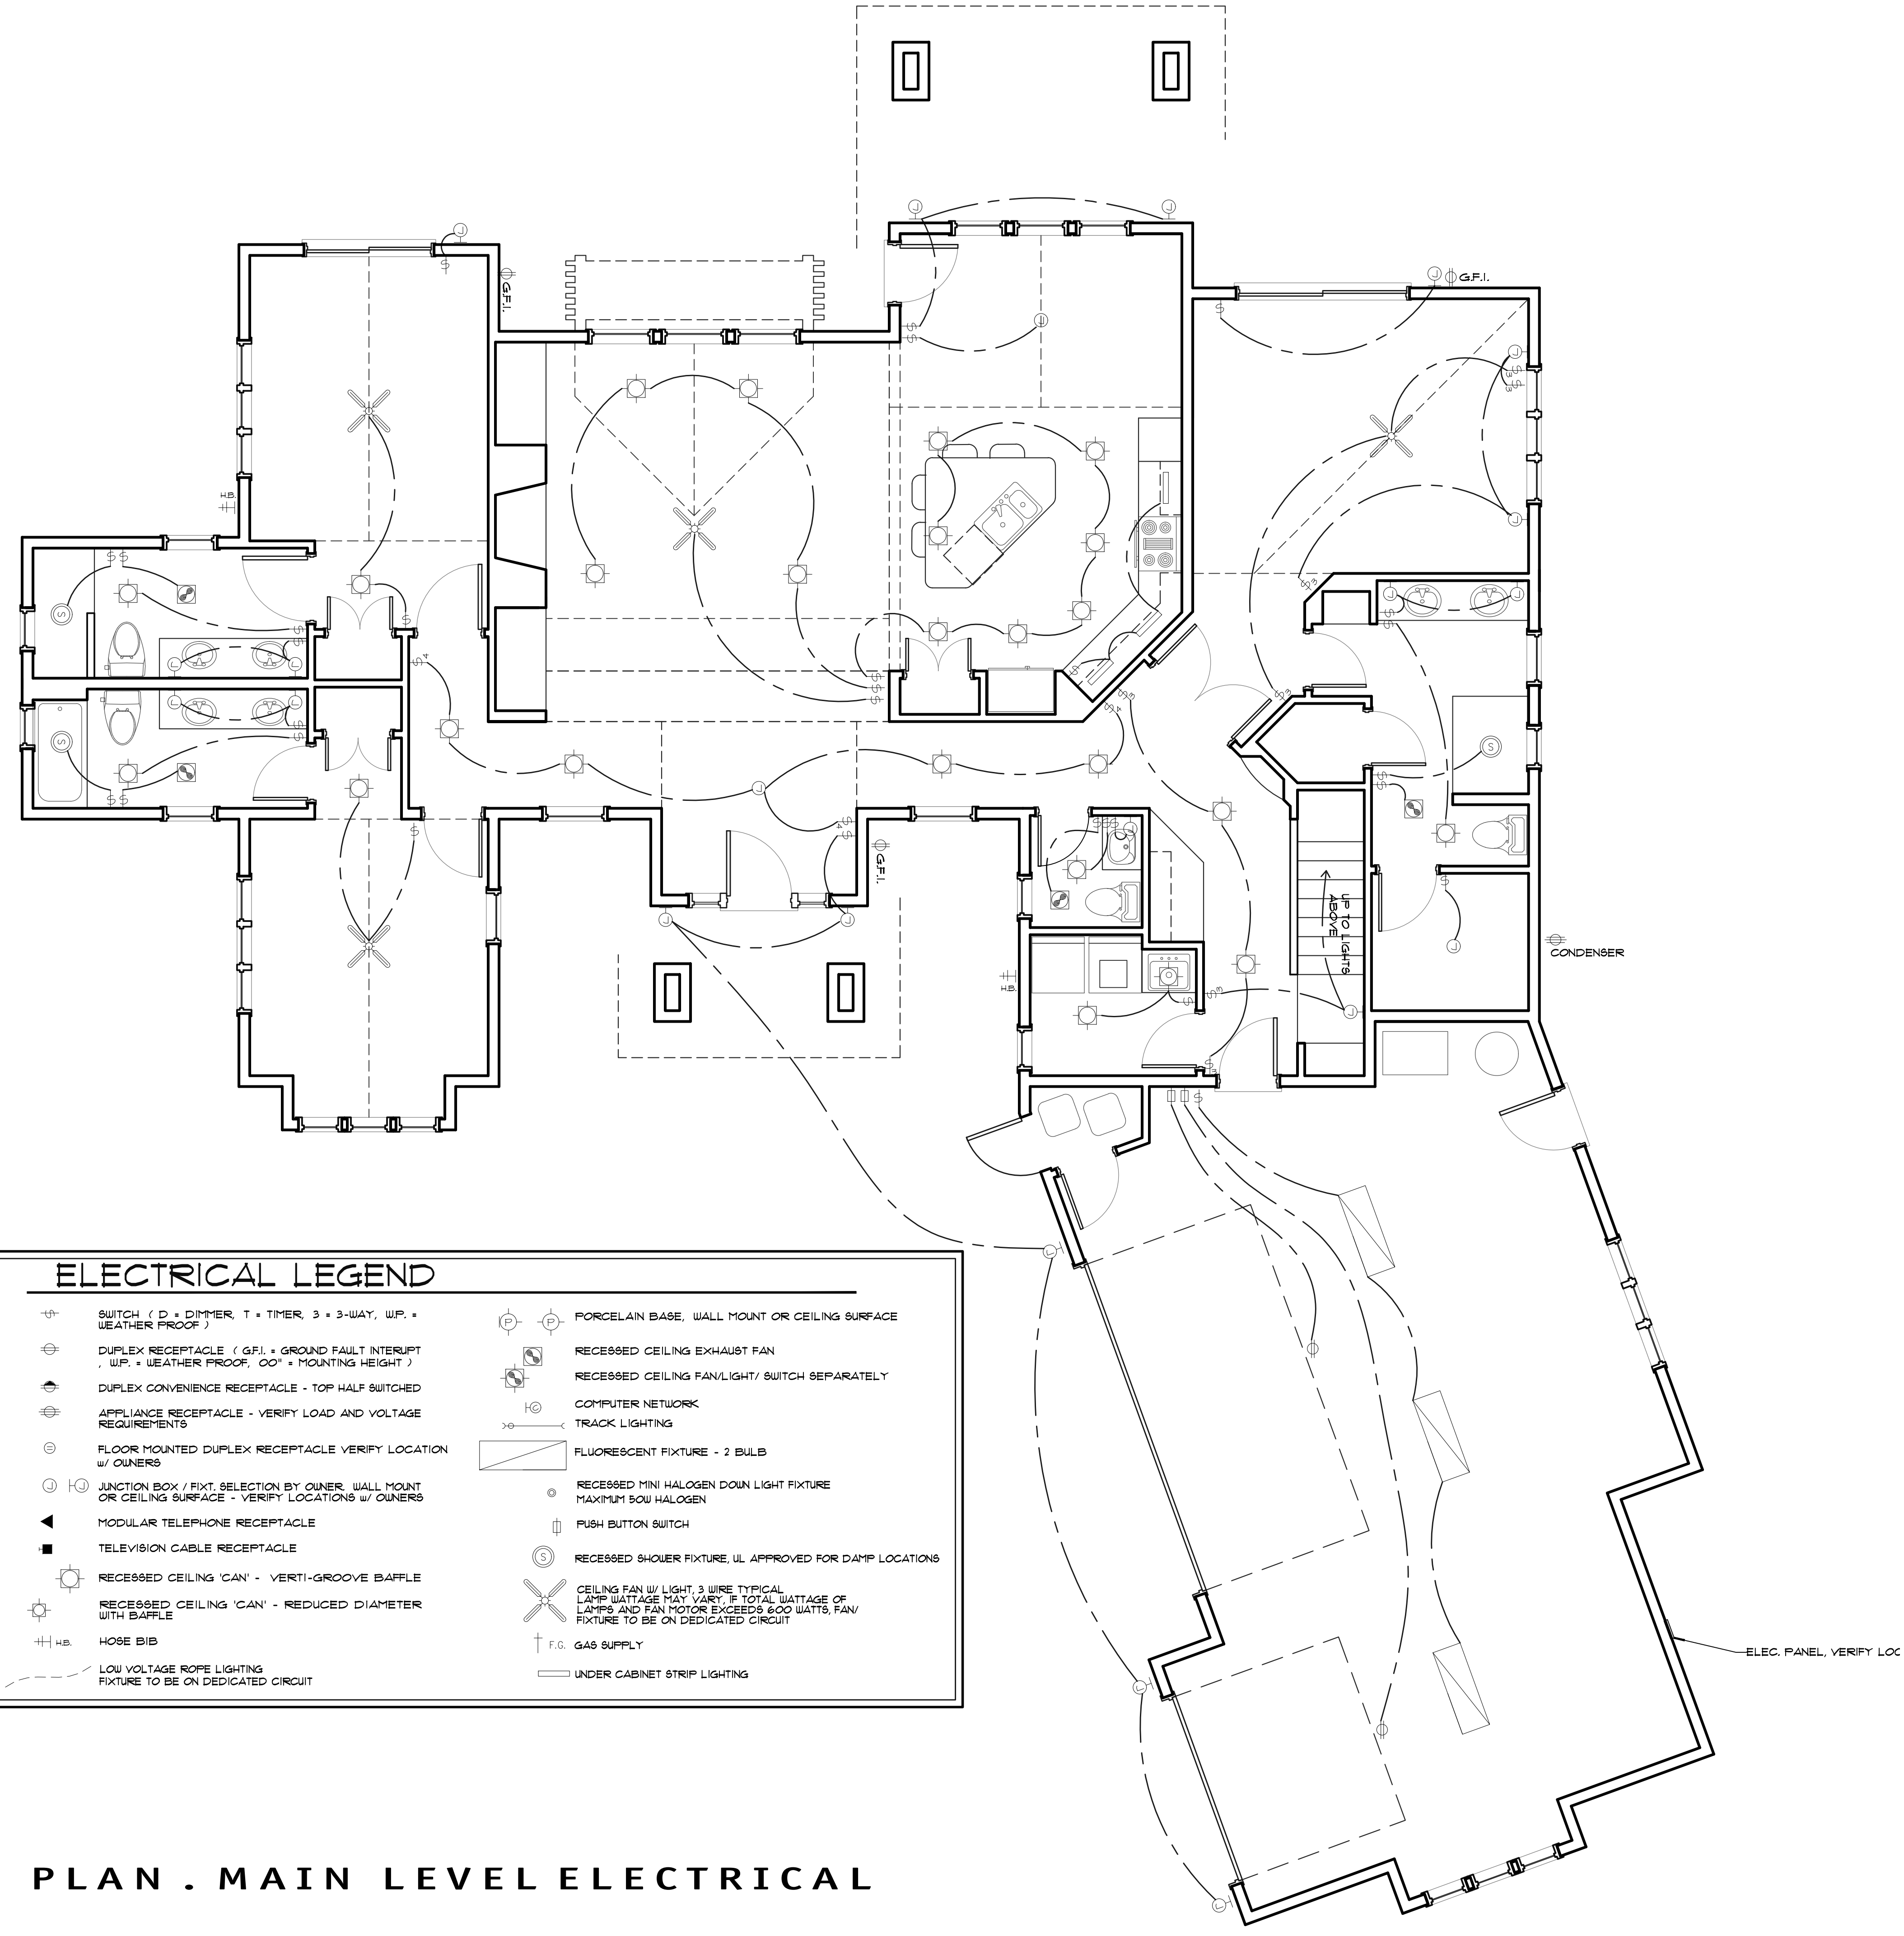 G.F.I.
G.F.I.
H.B.
G.F.I.
UP TO LIGHTS
ABOVE
CONDENSER
H.B.
ELECTRICAL LEGEND
SWITCH ( D = DIMMER, T = TIMER, 3 = 3-WAY, W.P. =
WEATHER PROOF )
DUPLEX RECEPTACLE ( G.F.I. = GROUND FAULT INTERUPT
, W.P. = WEATHER PROOF, 00" = MOUNTING HEIGHT )
DUPLEX CONVENIENCE RECEPTACLE - TOP HALF SWITCHED
APPLIANCE RECEPTACLE - VERIFY LOAD AND VOLTAGE
REQUIREMENTS
FLOOR MOUNTED DUPLEX RECEPTACLE VERIFY LOCATION
w/ OWNERS
JUNCTION BOX / FIXT. SELECTION BY OWNER. WALL MOUNT
OR CEILING SURFACE - VERIFY LOCATIONS w/ OWNERS
MODULAR TELEPHONE RECEPTACLE
TELEVISION CABLE RECEPTACLE
RECESSED CEILING 'CAN' - VERTI-GROOVE BAFFLE
RECESSED CEILING 'CAN' - REDUCED DIAMETER
WITH BAFFLE
H.B. HOSE BIB
LOW VOLTAGE ROPE LIGHTING
FIXTURE TO BE ON DEDICATED CIRCUIT
P P PORCELAIN BASE, WALL MOUNT OR CEILING SURFACE
RECESSED CEILING EXHAUST FAN
RECESSED CEILING FAN/LIGHT/ SWITCH SEPARATELY
C COMPUTER NETWORK
TRACK LIGHTING
FLUORESCENT FIXTURE - 2 BULB
RECESSED MINI HALOGEN DOWN LIGHT FIXTURE
MAXIMUM 50W HALOGEN
PUSH BUTTON SWITCH
S RECESSED SHOWER FIXTURE, UL APPROVED FOR DAMP LOCATIONS
CEILING FAN W/ LIGHT, 3 WIRE TYPICAL
LAMP WATTAGE MAY VARY, IF TOTAL WATTAGE OF
LAMPS AND FAN MOTOR EXCEEDS 600 WATTS, FAN/
FIXTURE TO BE ON DEDICATED CIRCUIT
F.G. GAS SUPPLY
UNDER CABINET STRIP LIGHTING
ELEC. PANEL, VERIFY LOC
PLAN . MAIN LEVEL ELECTRICAL